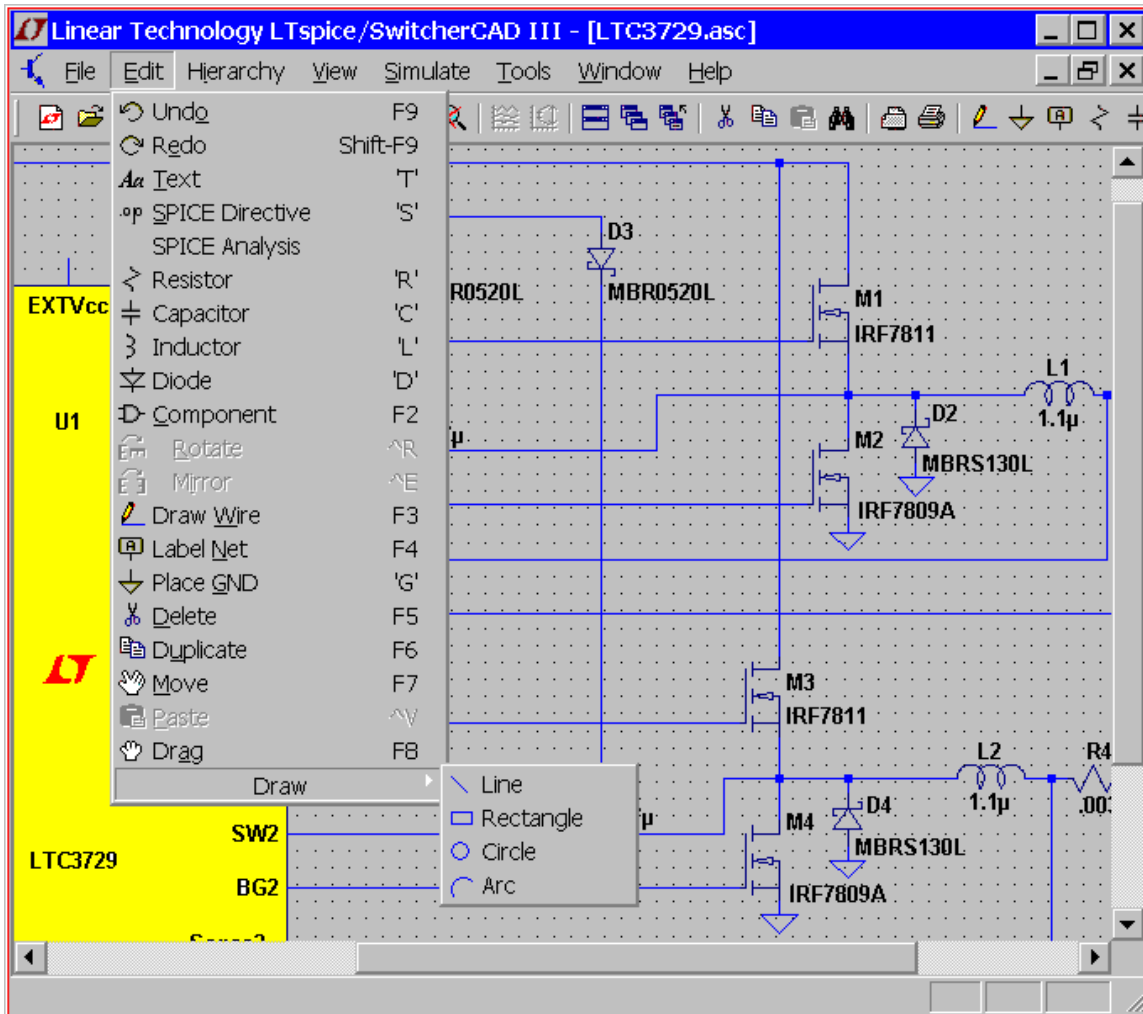 Linear Technology LTspice/SwitcherCAD III - [LTC3729.asc]
File Edit Hierarchy View Simulate Tools Window Help
Undo F9
Redo Shift-F9
Aa Text 'T'
.op SPICE Directive 'S'
SPICE Analysis
Resistor 'R'
Capacitor 'C'
Inductor 'L'
Diode 'D'
Component F2
Rotate ^R
Mirror ^E
Draw Wire F3
Label Net F4
Place GND 'G'
Delete F5
Duplicate F6
Move F7
Paste ^V
Drag F8
Draw
Line
Rectangle
Circle
Arc
EXTVcc
U1
LTC3729
SW2
BG2
D3
R0520L
MBR0520L
M1
IRF7811
L1
1.1µ
D2
MBRS130L
µ
M2
IRF7809A
M3
IRF7811
L2
1.1µ
R4
.003
µ
M4
D4
MBRS130L
IRF7809A